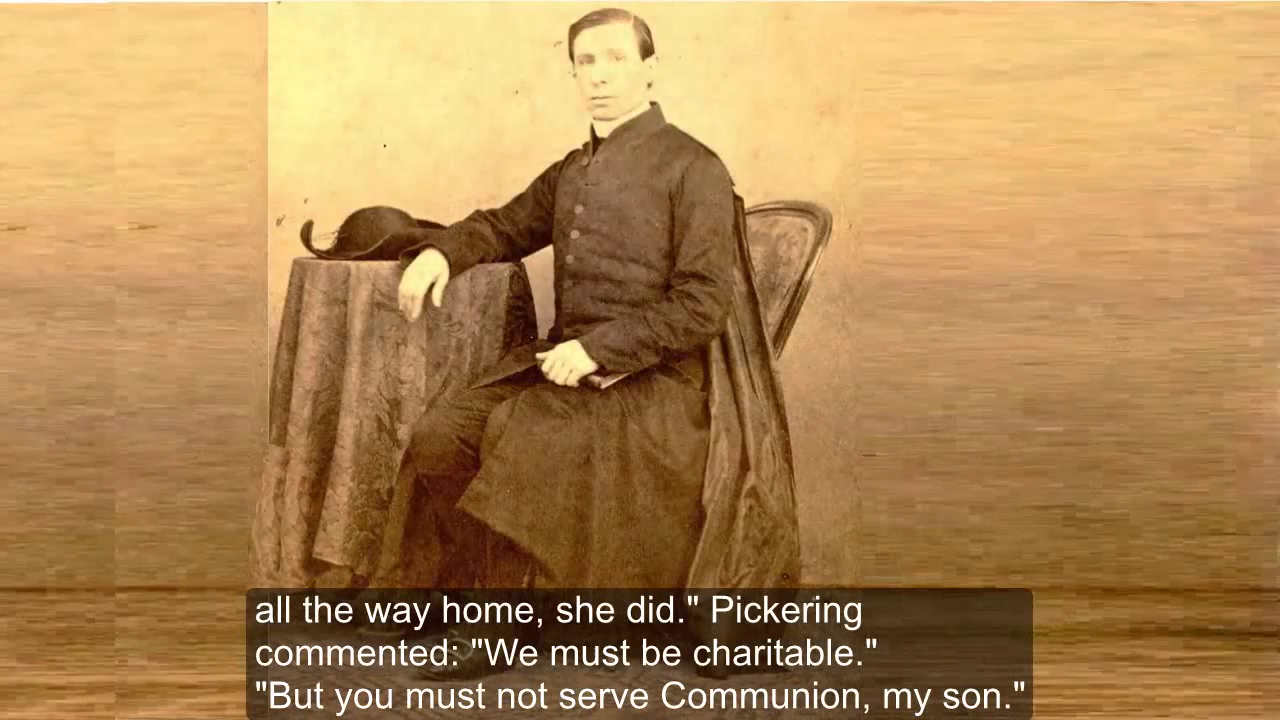 all the way home, she did." Pickering
commented: "We must be charitable."
"But you must not serve Communion, my son."